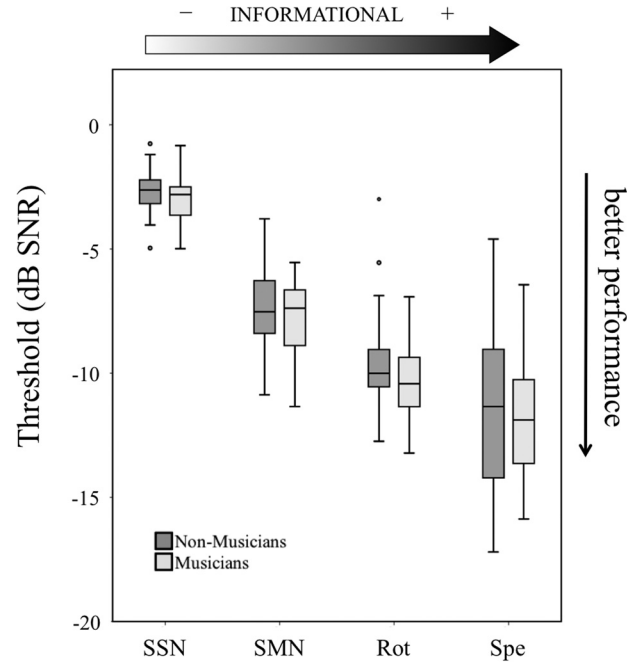 − INFORMATIONAL +
0
-5
-10
-15
-20
Threshold (dB SNR)
better performance
Non-Musicians
Musicians
SSN SMN Rot Spe